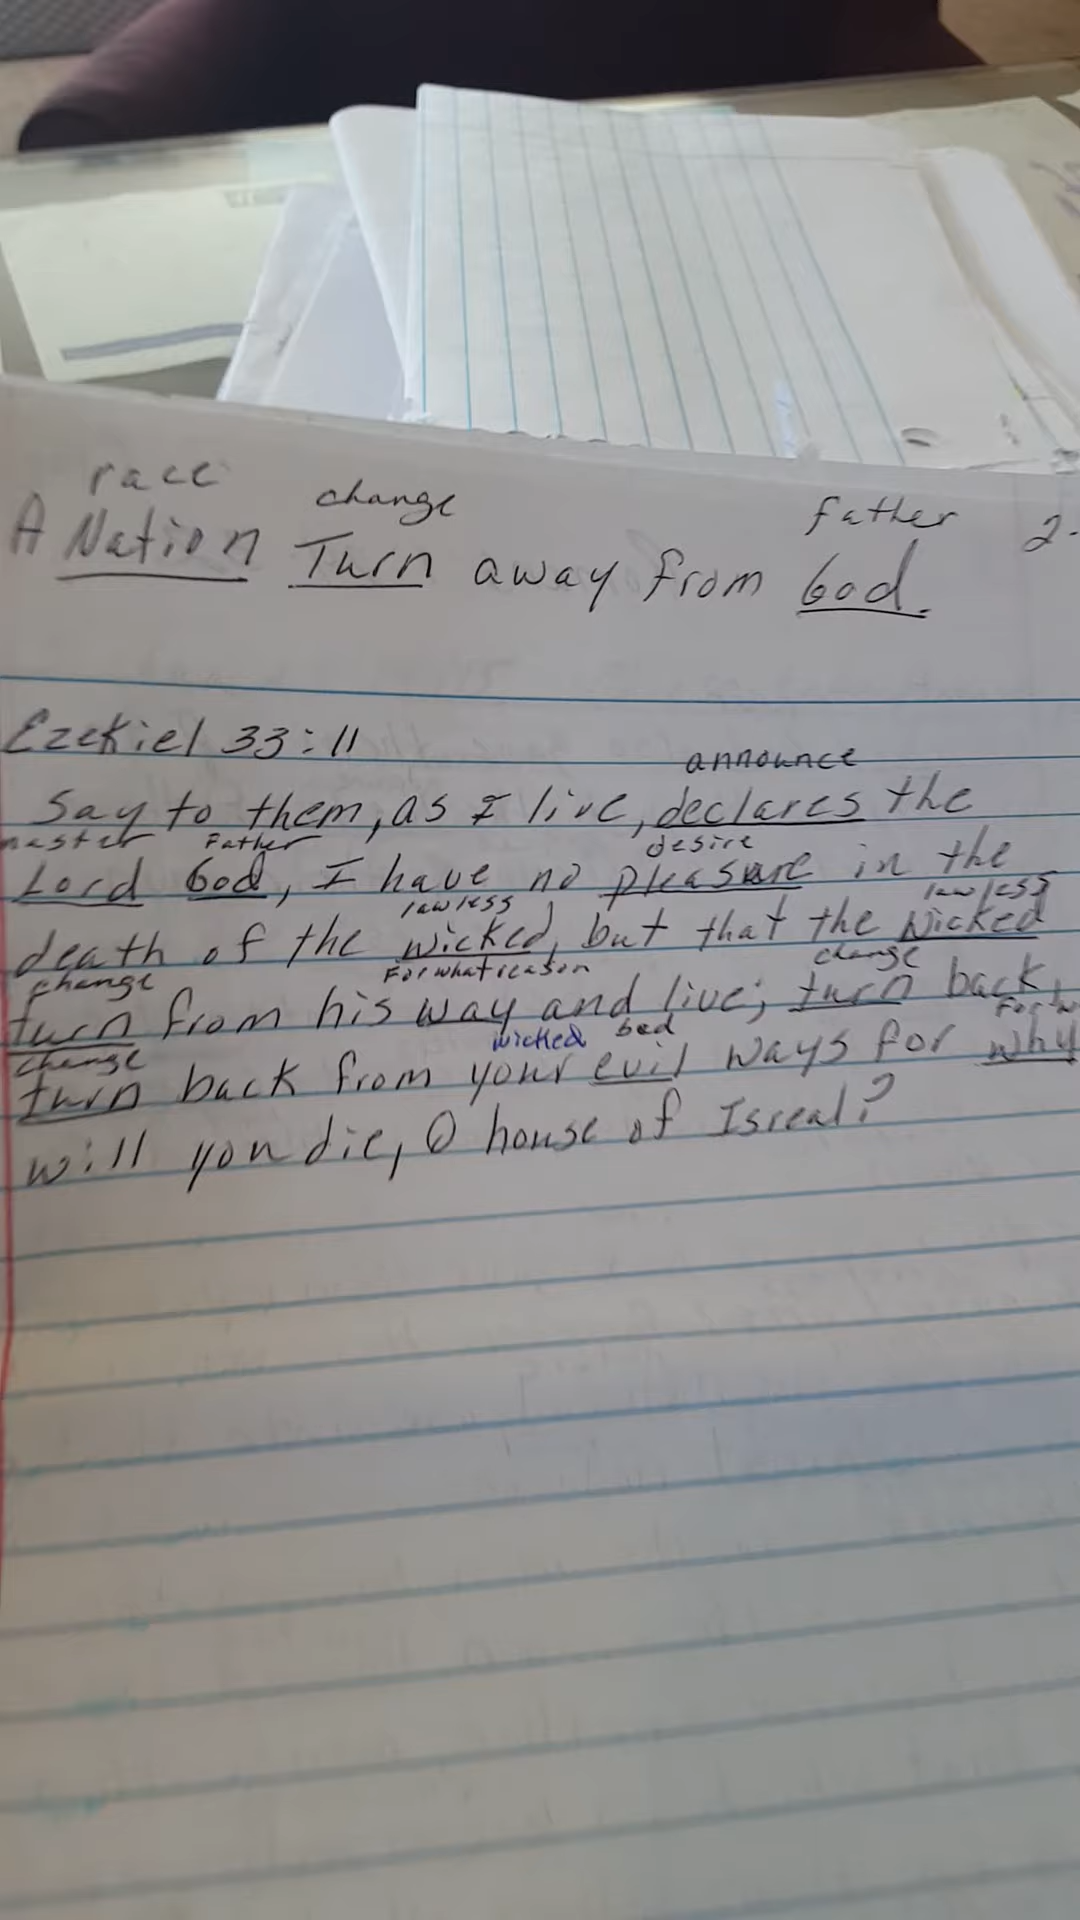 race change father 2-
A Nation Turn away from God.
Ezekiel 33:11
announce
Say to them, as I live, declares the
master Father desire
Lord God, I have no pleasure in the
lawless lawless
death of the wicked, but that the wicked
change For what reason change
turn from his way and live; turn back,
change wicked bad For w
turn back from your evil ways for why
will you die, O house of Isreal?